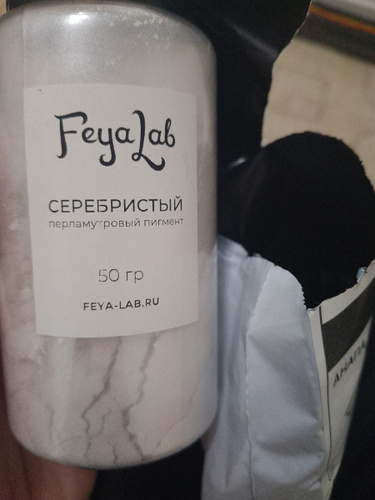 FeyaLab
СЕРЕБРИСТЫЙ
перламутровый пигмент
50 гр
FEYA-LAB.RU